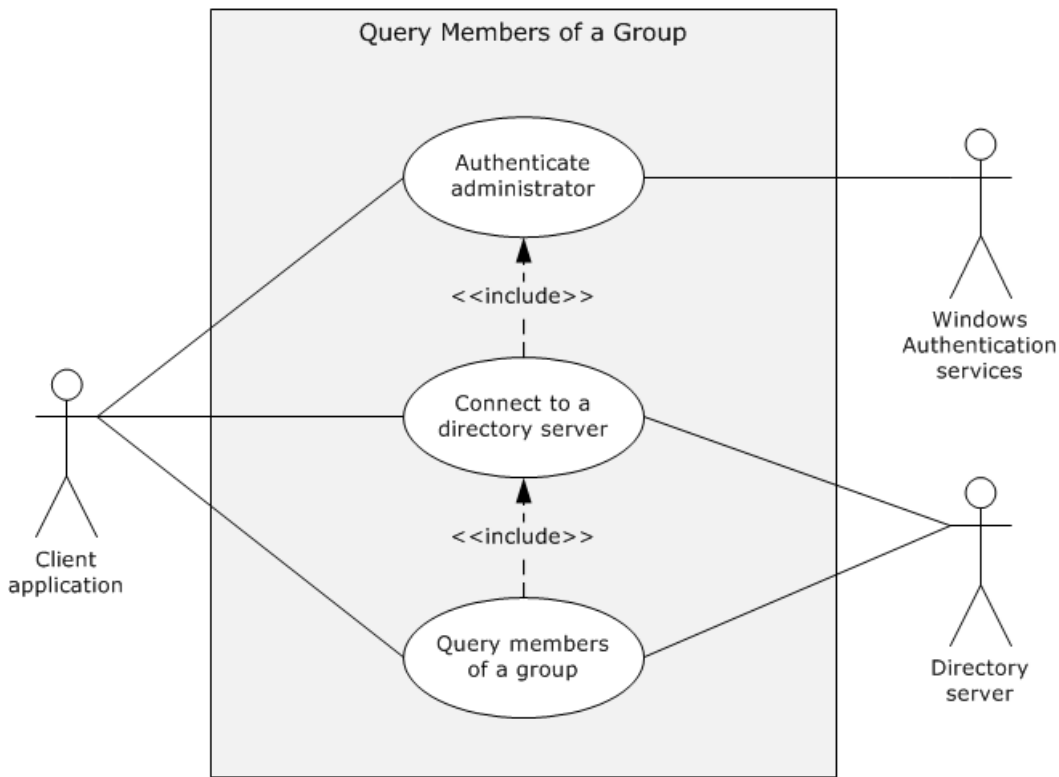 Query Members of a Group
Authenticate
administrator
<<include>>
Windows
Authentication
services
Connect to a
directory server
Client
application
<<include>>
Query members
of a group
Directory
server